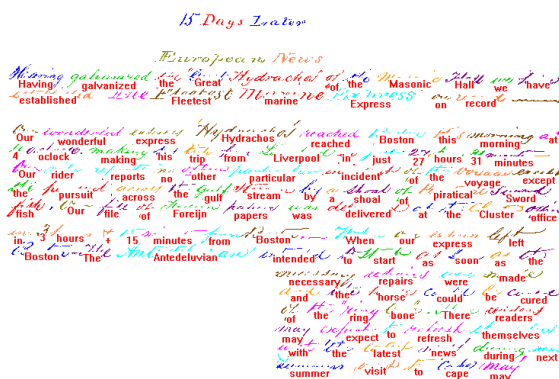 15 Days Later
European News
Having galvanized the Great Hydrachos of the Masonic Hall we have
established the Fleetest marine Express on record
Our wonderful express Hydrachos reached Boston this morning at
4 oclock making his trip from Liverpool in just 27 hours 31 minutes
Our rider reports no other particular incident of the voyage except
the pursuit across the gulf Stream by a shoal of piratical Sword
fish, Our file of Foreijn papers was delivered at the Cluster office
in 3 hours + 15 minutes from Boston - When our express left
Boston The Antedeluvian intended to start as soon as the
necessary repairs were made
and the horse could be cured
of the ring bone There readers
may expect to refresh themselves
with the latest news during next
summer visit to cape may